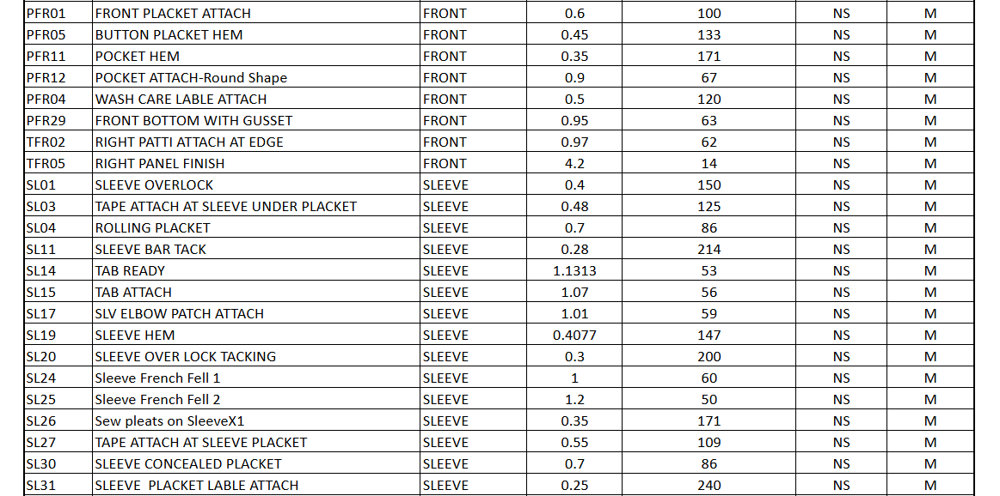 PFR01 FRONT PLACKET ATTACH FRONT 0.6 100 NS M
PFR05 BUTTON PLACKET HEM FRONT 0.45 133 NS M
PFR11 POCKET HEM FRONT 0.35 171 NS M
PFR12 POCKET ATTACH-Round Shape FRONT 0.9 67 NS M
PFR04 WASH CARE LABLE ATTACH FRONT 0.5 120 NS M
PFR29 FRONT BOTTOM WITH GUSSET FRONT 0.95 63 NS M
TFR02 RIGHT PATTI ATTACH AT EDGE FRONT 0.97 62 NS M
TFR05 RIGHT PANEL FINISH FRONT 4.2 14 NS M
SL01 SLEEVE OVERLOCK SLEEVE 0.4 150 NS M
SL03 TAPE ATTACH AT SLEEVE UNDER PLACKET SLEEVE 0.48 125 NS M
SL04 ROLLING PLACKET SLEEVE 0.7 86 NS M
SL11 SLEEVE BAR TACK SLEEVE 0.28 214 NS M
SL14 TAB READY SLEEVE 1.1313 53 NS M
SL15 TAB ATTACH SLEEVE 1.07 56 NS M
SL17 SLV ELBOW PATCH ATTACH SLEEVE 1.01 59 NS M
SL19 SLEEVE HEM SLEEVE 0.4077 147 NS M
SL20 SLEEVE OVER LOCK TACKING SLEEVE 0.3 200 NS M
SL24 Sleeve French Fell 1 SLEEVE 1 60 NS M
SL25 Sleeve French Fell 2 SLEEVE 1.2 50 NS M
SL26 Sew pleats on SleeveX1 SLEEVE 0.35 171 NS M
SL27 TAPE ATTACH AT SLEEVE PLACKET SLEEVE 0.55 109 NS M
SL30 SLEEVE CONCEALED PLACKET SLEEVE 0.7 86 NS M
SL31 SLEEVE  PLACKET LABLE ATTACH SLEEVE 0.25 240 NS M